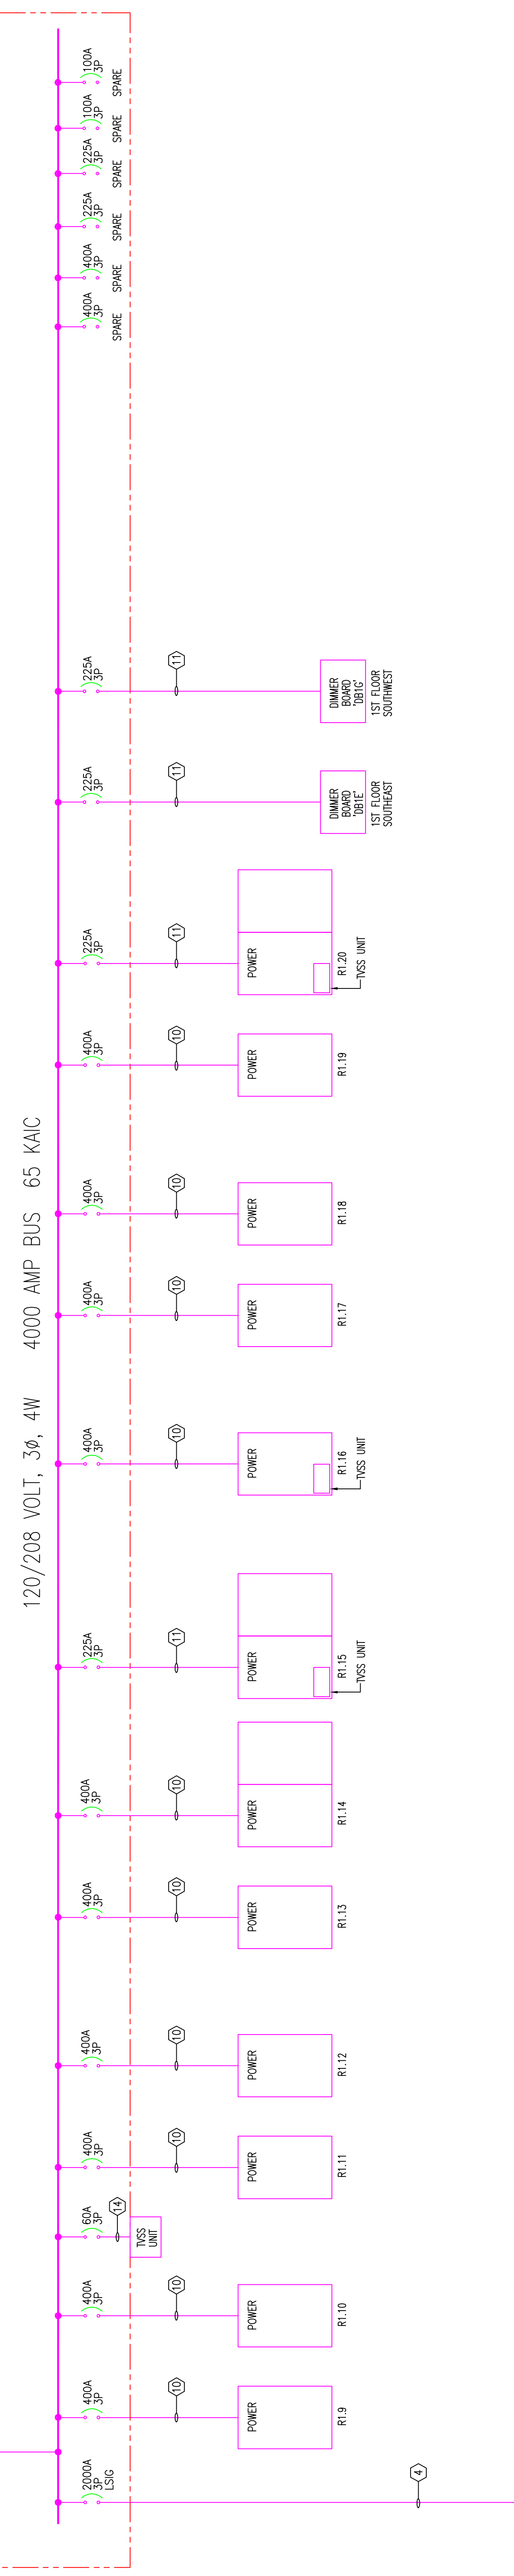 120/208 VOLT, 3ø, 4W 4000 AMP BUS 65 KAIC
2000A
3P
LSIG
4
400A
3P
10
POWER
R1.9
400A
3P
10
POWER
R1.10
60A
3P
14
TVSS
UNIT
400A
3P
10
POWER
R1.11
400A
3P
10
POWER
R1.12
400A
3P
10
POWER
R1.13
400A
3P
10
POWER
R1.14
225A
3P
11
POWER
R1.15
TVSS UNIT
400A
3P
10
POWER
R1.16
TVSS UNIT
400A
3P
10
POWER
R1.17
400A
3P
10
POWER
R1.18
400A
3P
10
POWER
R1.19
225A
3P
11
POWER
R1.20
TVSS UNIT
225A
3P
11
DIMMER
BOARD
'DB1E'
1ST FLOOR
SOUTHEAST
225A
3P
11
DIMMER
BOARD
'DB1G'
1ST FLOOR
SOUTHWEST
400A
3P
SPARE
400A
3P
SPARE
225A
3P
SPARE
225A
3P
SPARE
100A
3P
SPARE
100A
3P
SPARE